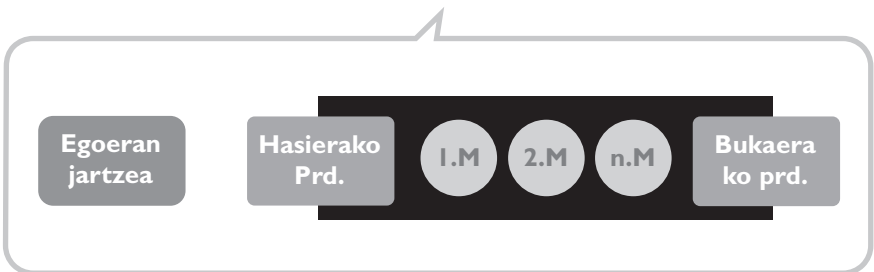 Egoeran
jartzea
Hasierako
Prd.
1.M
2.M
n.M
Bukaera
ko prd.